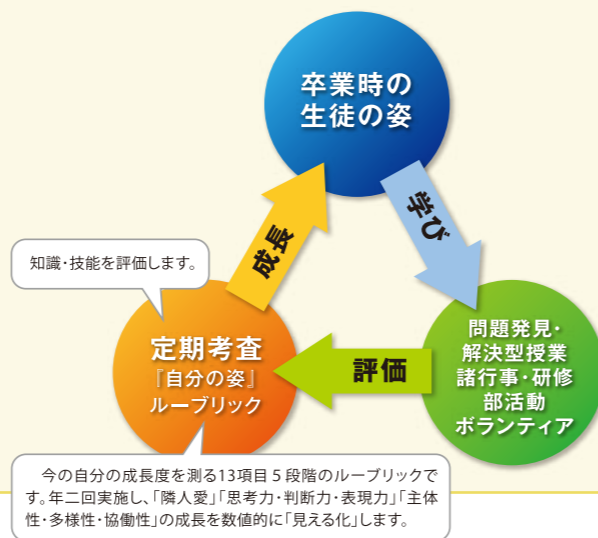 卒業時の
生徒の姿
学び
成長
知識・技能を評価します。
定期考査
『自分の姿』
ルーブリック
評価
問題発見・
解決型授業
諸行事・研修
部活動
ボランティア
今の自分の成長度を測る13項目５段階のルーブリックで
す。年二回実施し、「隣人愛」「思考力・判断力・表現力」「主体
性・多様性・協働性」の成長を数値的に「見える化」します。